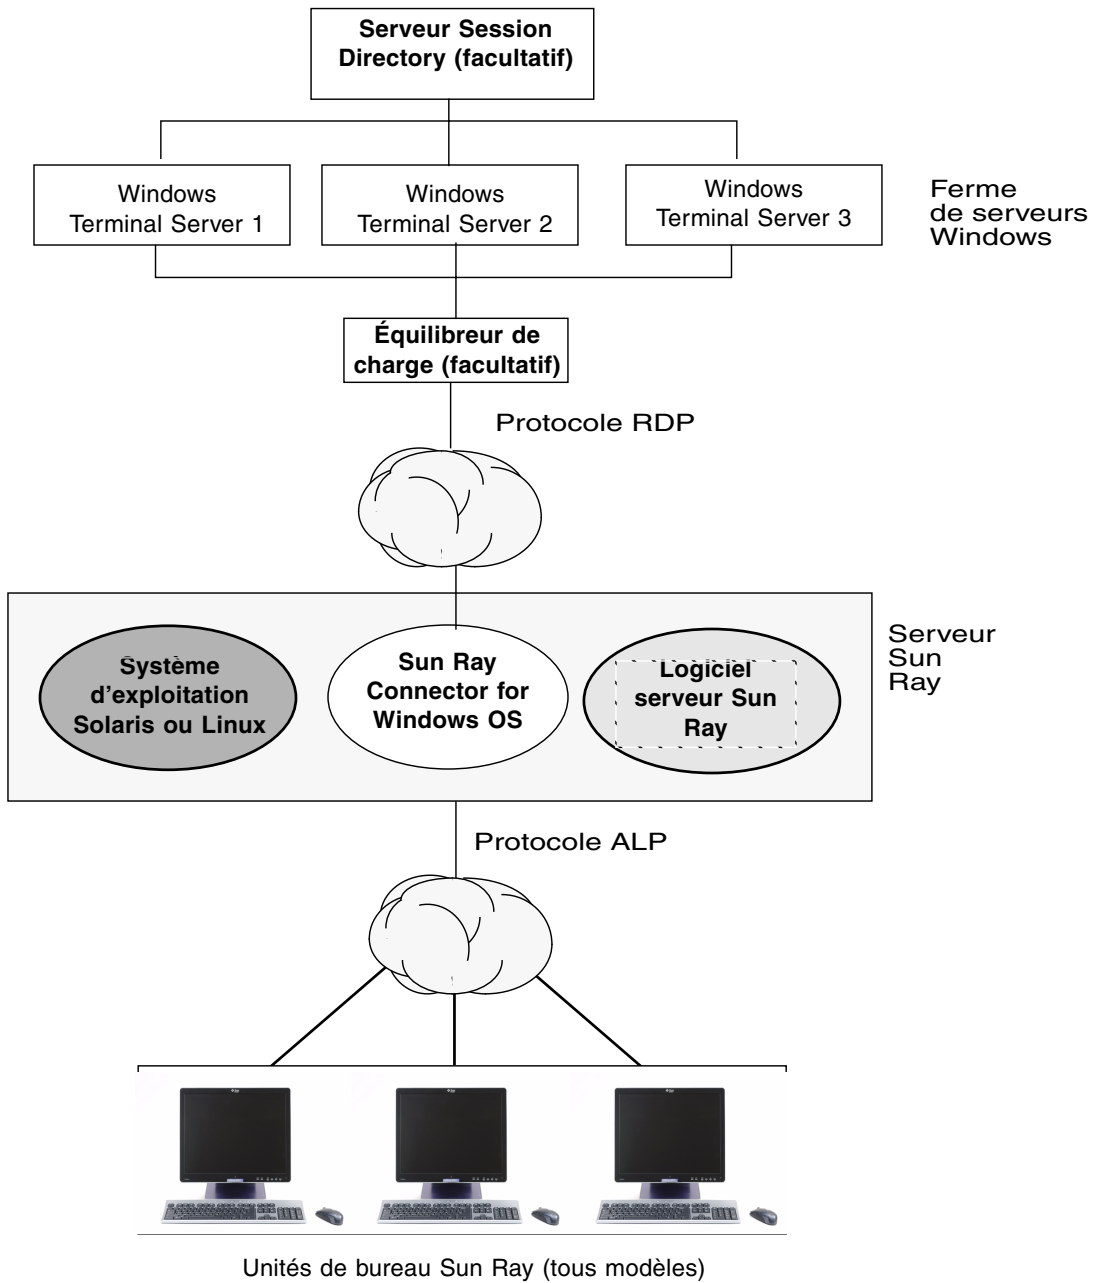 Serveur Session
Directory (facultatif)
Windows
Terminal Server 1
Windows
Terminal Server 2
Windows
Terminal Server 3
Ferme
de serveurs
Windows
Équilibreur de
charge (facultatif)
Protocole RDP
Système
d'exploitation
Solaris ou Linux
Sun Ray
Connector for
Windows OS
Logiciel
serveur Sun
Ray
Serveur
Sun
Ray
Protocole ALP
Unités de bureau Sun Ray (tous modèles)